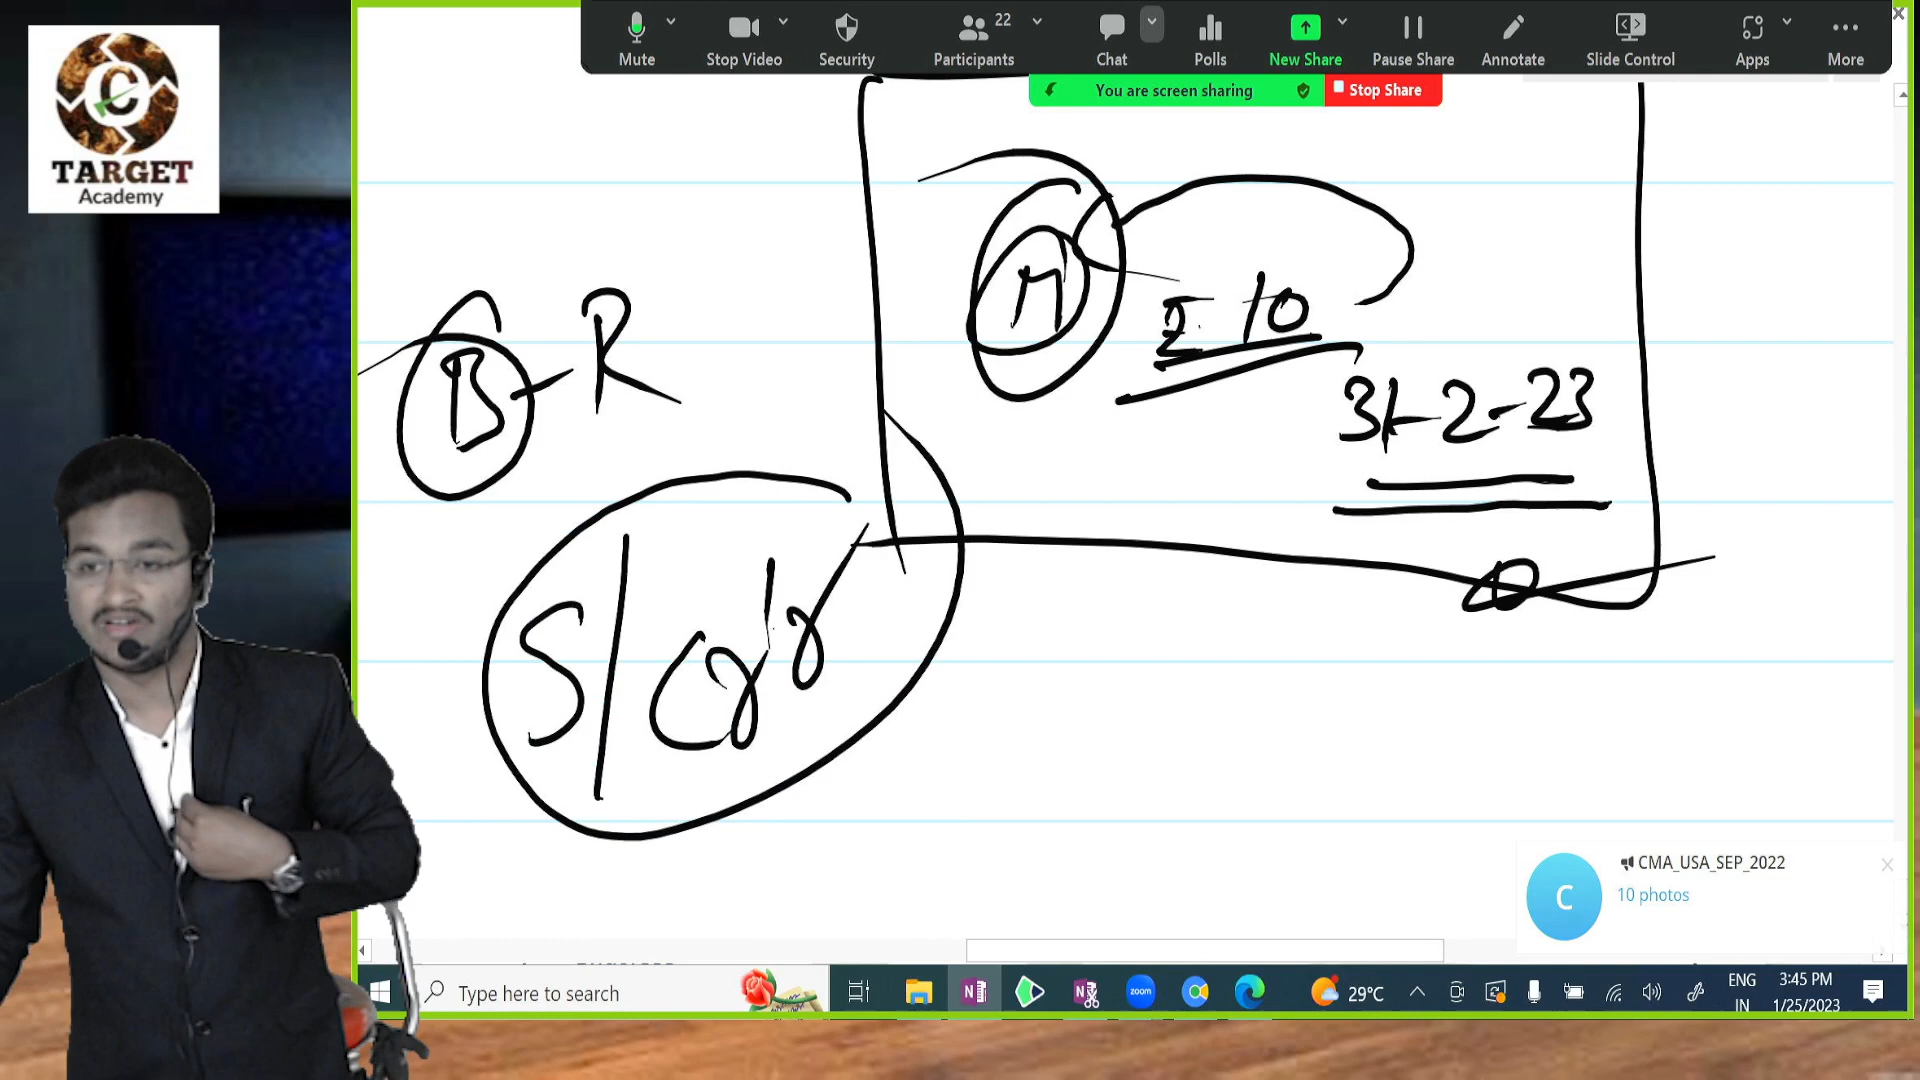 TARGET
Academy
Mute
Stop Video
Security
Participants
22
Chat
Polls
New Share
Pause Share
Annotate
Slide Control
Apps
More
You are screen sharing
Stop Share
M
I 10
31-2-23
B - R
S/
CMA_USA_SEP_2022
C
10 photos
Type here to search
zoom
29°C
ENG
IN
3:45 PM
1/25/2023